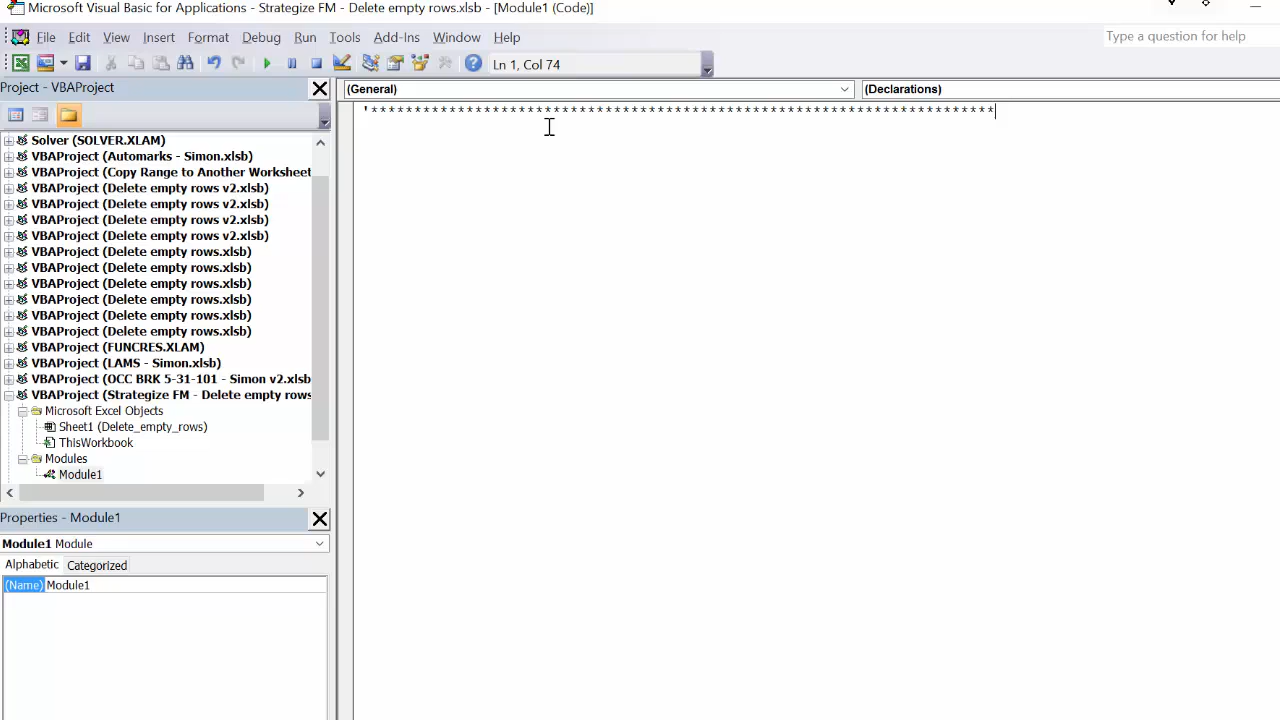 Microsoft Visual Basic for Applications - Strategize FM - Delete empty rows.xlsb - [Module1 (Code)]
File Edit View Insert Format Debug Run Tools Add-Ins Window Help
Type a question for help
Ln 1, Col 74
Project - VBAProject
(General)
(Declarations)
'*************************************************************************
Solver (SOLVER.XLAM)
VBAProject (Automarks - Simon.xlsb)
VBAProject (Copy Range to Another Worksheet
VBAProject (Delete empty rows v2.xlsb)
VBAProject (Delete empty rows v2.xlsb)
VBAProject (Delete empty rows v2.xlsb)
VBAProject (Delete empty rows v2.xlsb)
VBAProject (Delete empty rows.xlsb)
VBAProject (Delete empty rows.xlsb)
VBAProject (Delete empty rows.xlsb)
VBAProject (Delete empty rows.xlsb)
VBAProject (Delete empty rows.xlsb)
VBAProject (Delete empty rows.xlsb)
VBAProject (FUNCRES.XLAM)
VBAProject (LAMS - Simon.xlsb)
VBAProject (OCC BRK 5-31-101 - Simon v2.xlsb
VBAProject (Strategize FM - Delete empty rows
Microsoft Excel Objects
Sheet1 (Delete_empty_rows)
ThisWorkbook
Modules
Module1
Properties - Module1
Module1 Module
Alphabetic Categorized
(Name) Module1